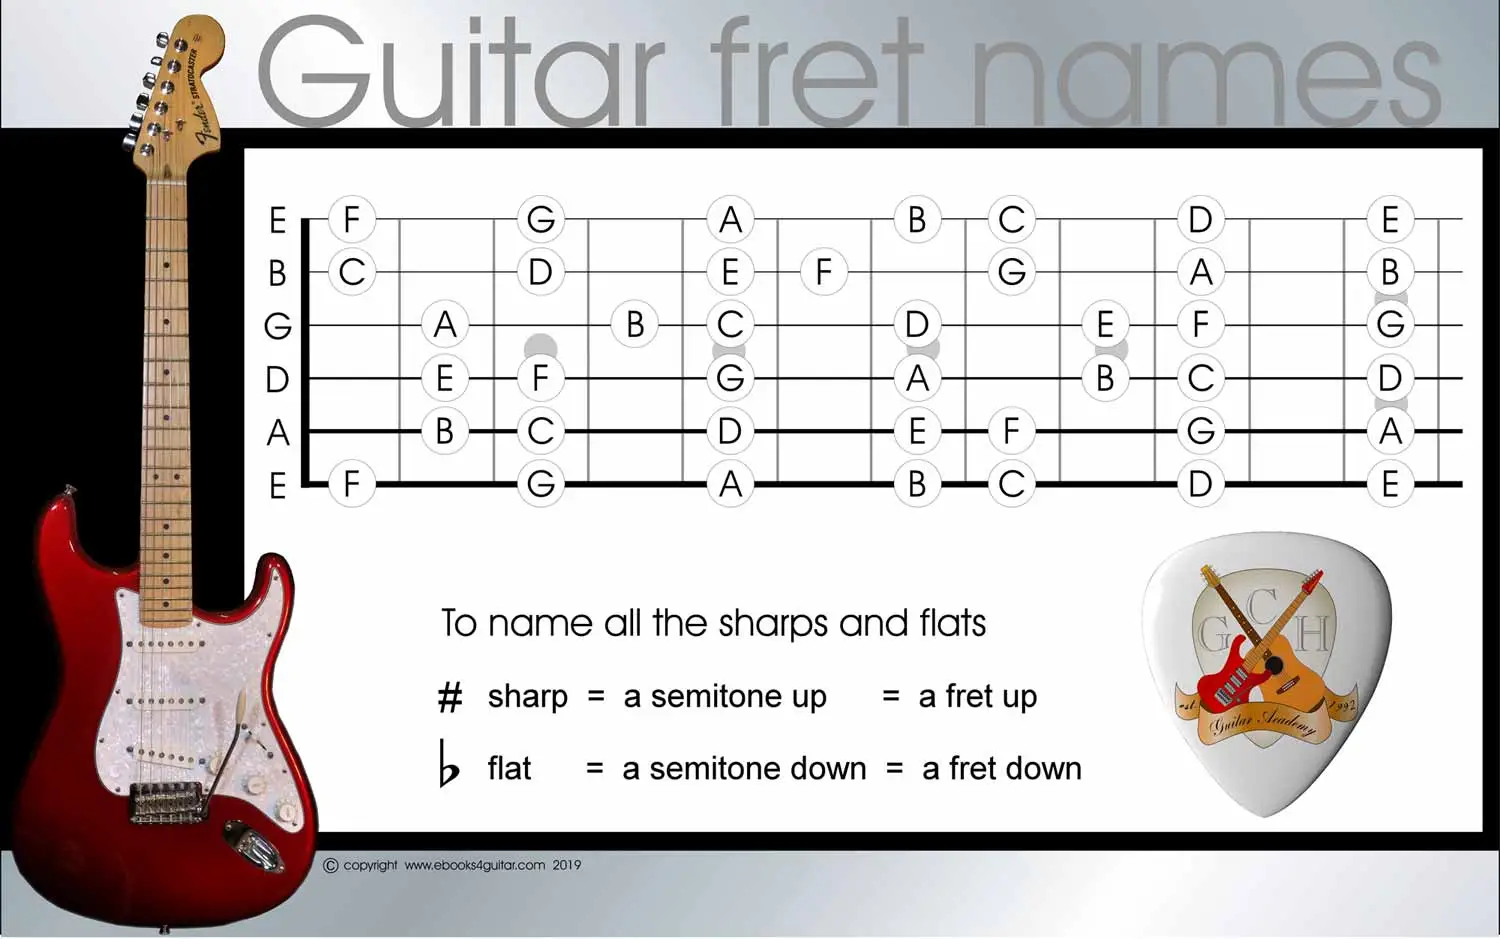 Guitar fret names
Fender STRATOCASTER
E F G A B C D E
B C D E F G A B
G A B C D E F G
D E F G A B C D
A B C D E F G A
E F G A B C D E
To name all the sharps and flats
# sharp = a semitone up = a fret up
♭ flat = a semitone down = a fret down
G C H
est. 1992
Guitar Academy
© copyright www.ebooks4guitar.com 2019